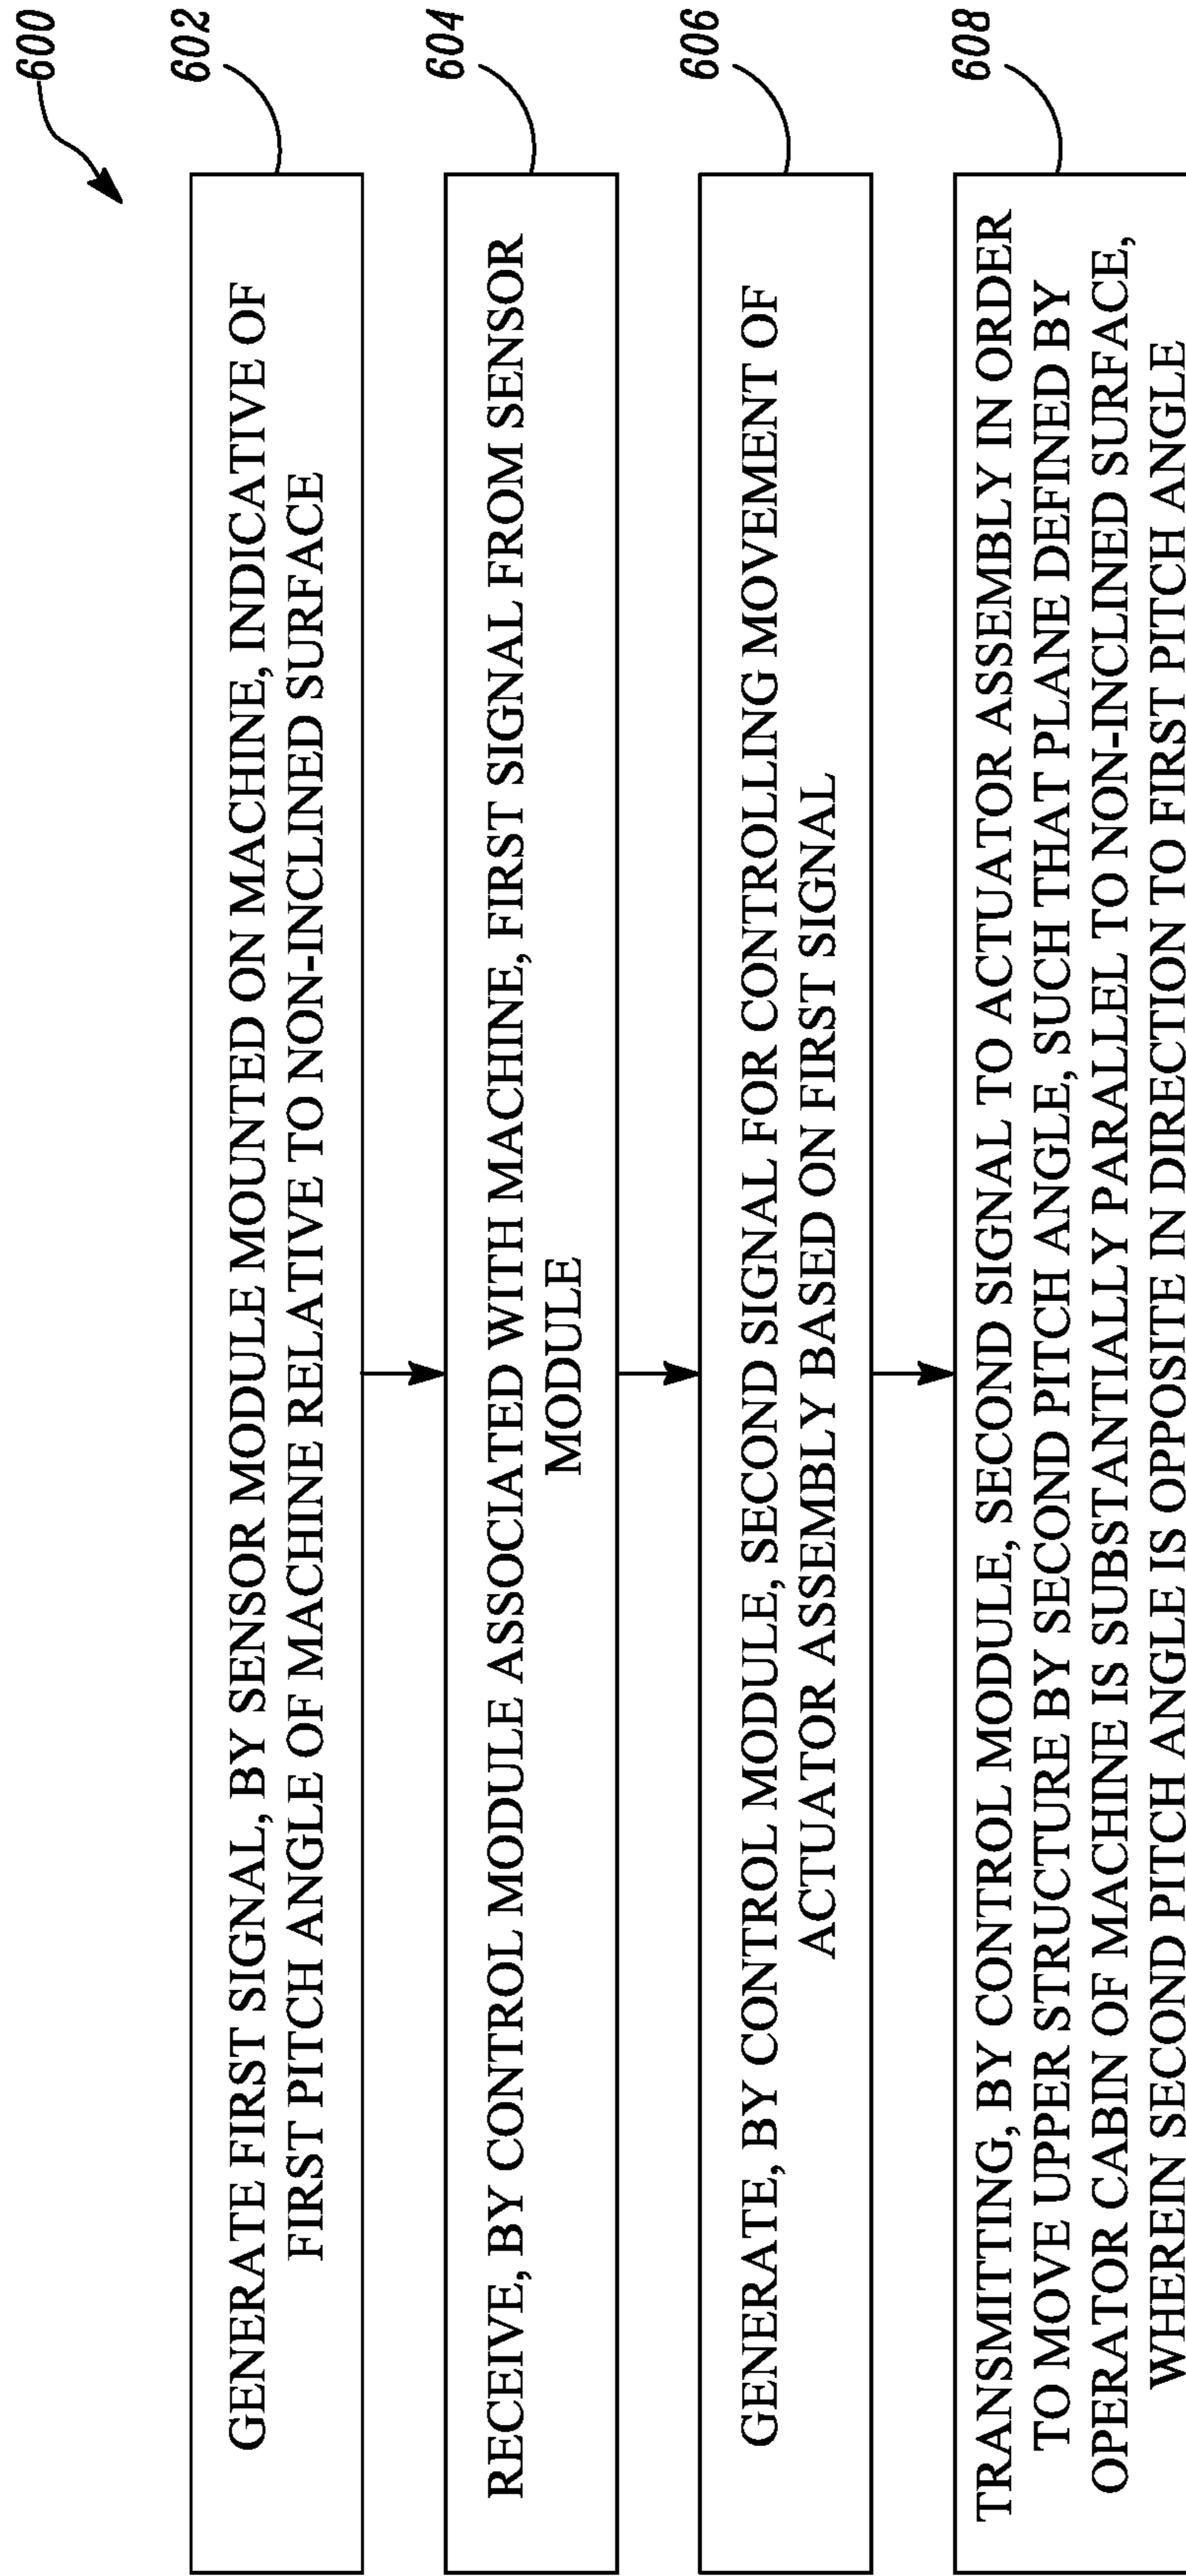 600
602
GENERATE FIRST SIGNAL, BY SENSOR MODULE MOUNTED ON MACHINE, INDICATIVE OF
FIRST PITCH ANGLE OF MACHINE RELATIVE TO NON-INCLINED SURFACE
604
RECEIVE, BY CONTROL MODULE ASSOCIATED WITH MACHINE, FIRST SIGNAL FROM SENSOR
MODULE
606
GENERATE, BY CONTROL MODULE, SECOND SIGNAL FOR CONTROLLING MOVEMENT OF
ACTUATOR ASSEMBLY BASED ON FIRST SIGNAL
608
TRANSMITTING, BY CONTROL MODULE, SECOND SIGNAL TO ACTUATOR ASSEMBLY IN ORDER
TO MOVE UPPER STRUCTURE BY SECOND PITCH ANGLE, SUCH THAT PLANE DEFINED BY
OPERATOR CABIN OF MACHINE IS SUBSTANTIALLY PARALLEL TO NON-INCLINED SURFACE,
WHEREIN SECOND PITCH ANGLE IS OPPOSITE IN DIRECTION TO FIRST PITCH ANGLE